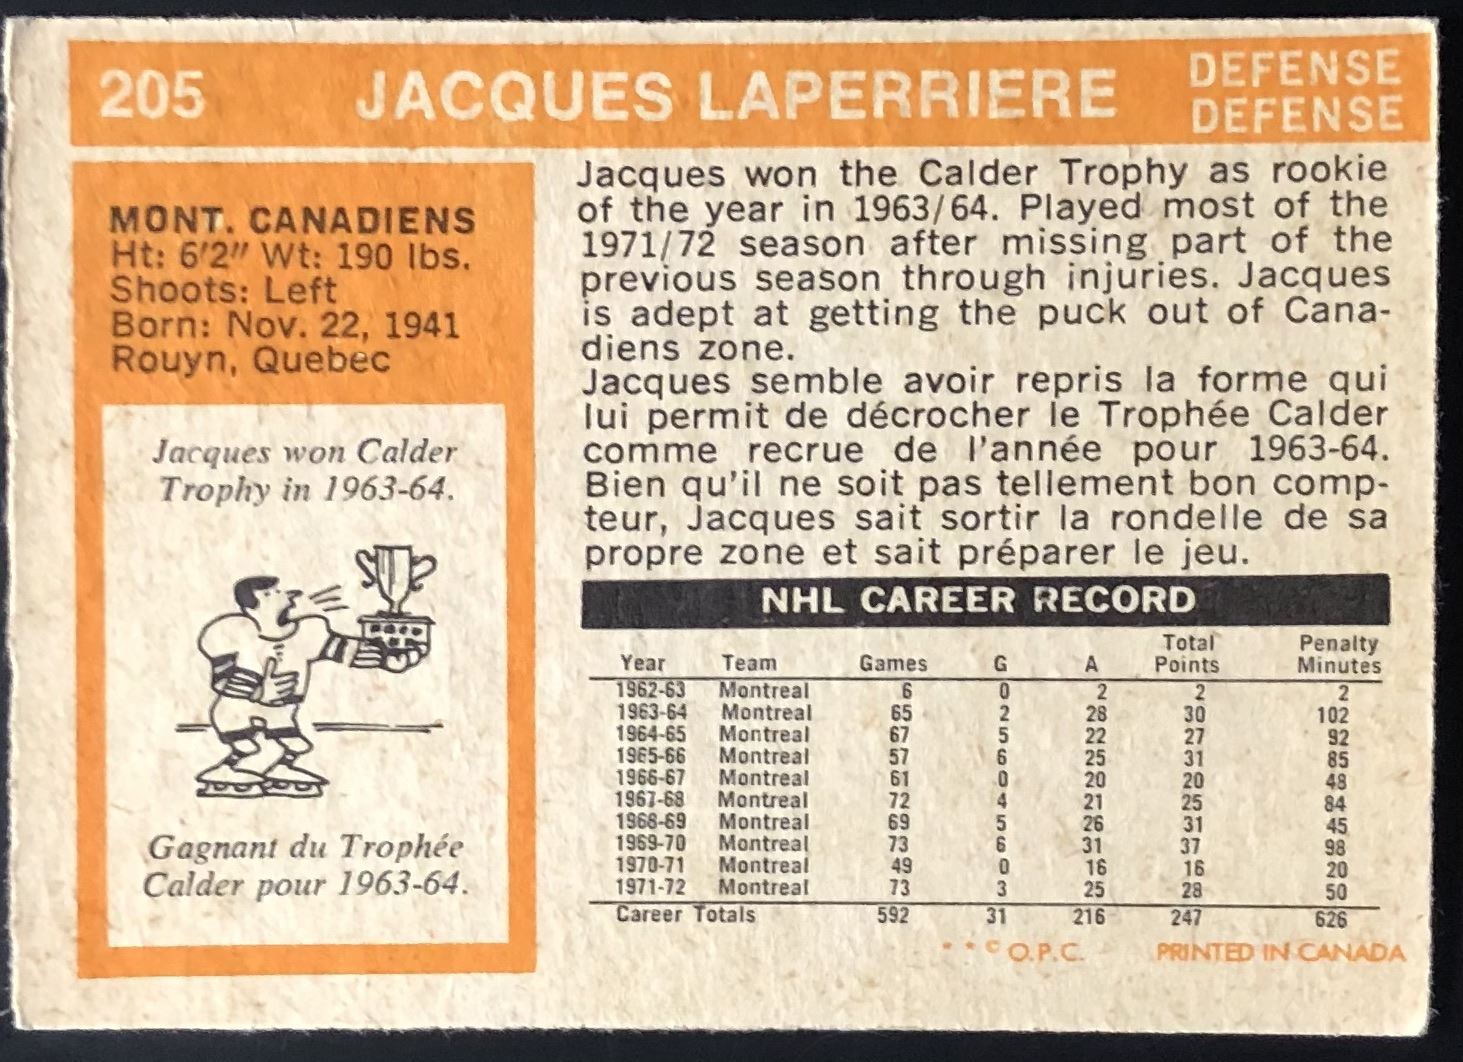 205 JACQUES LAPERRIERE DEFENSE
DEFENSE
MONT. CANADIENS
Ht: 6'2" Wt: 190 lbs.
Shoots: Left
Born: Nov. 22, 1941
Rouyn, Quebec
Jacques won Calder
Trophy in 1963-64.
Gagnant du Trophée
Calder pour 1963-64.
Jacques won the Calder Trophy as rookie
of the year in 1963/64. Played most of the
1971/72 season after missing part of the
previous season through injuries. Jacques
is adept at getting the puck out of Cana-
diens zone.
Jacques semble avoir repris la forme qui
lui permit de décrocher le Trophée Calder
comme recrue de l'année pour 1963-64.
Bien qu'il ne soit pas tellement bon comp-
teur, Jacques sait sortir la rondelle de sa
propre zone et sait préparer le jeu.
NHL CAREER RECORD
Year Team Games G A Total Points Penalty Minutes
1962-63 Montreal 6 0 2 2 2
1963-64 Montreal 65 2 28 30 102
1964-65 Montreal 67 5 22 27 92
1965-66 Montreal 57 6 25 31 85
1966-67 Montreal 61 0 20 20 48
1967-68 Montreal 72 4 21 25 84
1968-69 Montreal 69 5 26 31 45
1969-70 Montreal 73 6 31 37 98
1970-71 Montreal 49 0 16 16 20
1971-72 Montreal 73 3 25 28 50
Career Totals 592 31 216 247 626
* * © O.P.C. PRINTED IN CANADA